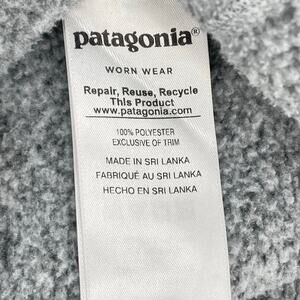 patagonia®
WORN WEAR
Repair, Reuse, Recycle
This Product
www.patagonia.com
100% POLYESTER
EXCLUSIVE OF TRIM
MADE IN SRI LANKA
FABRIQUÉ AU SRI LANKA
HECHO EN SRI LANKA